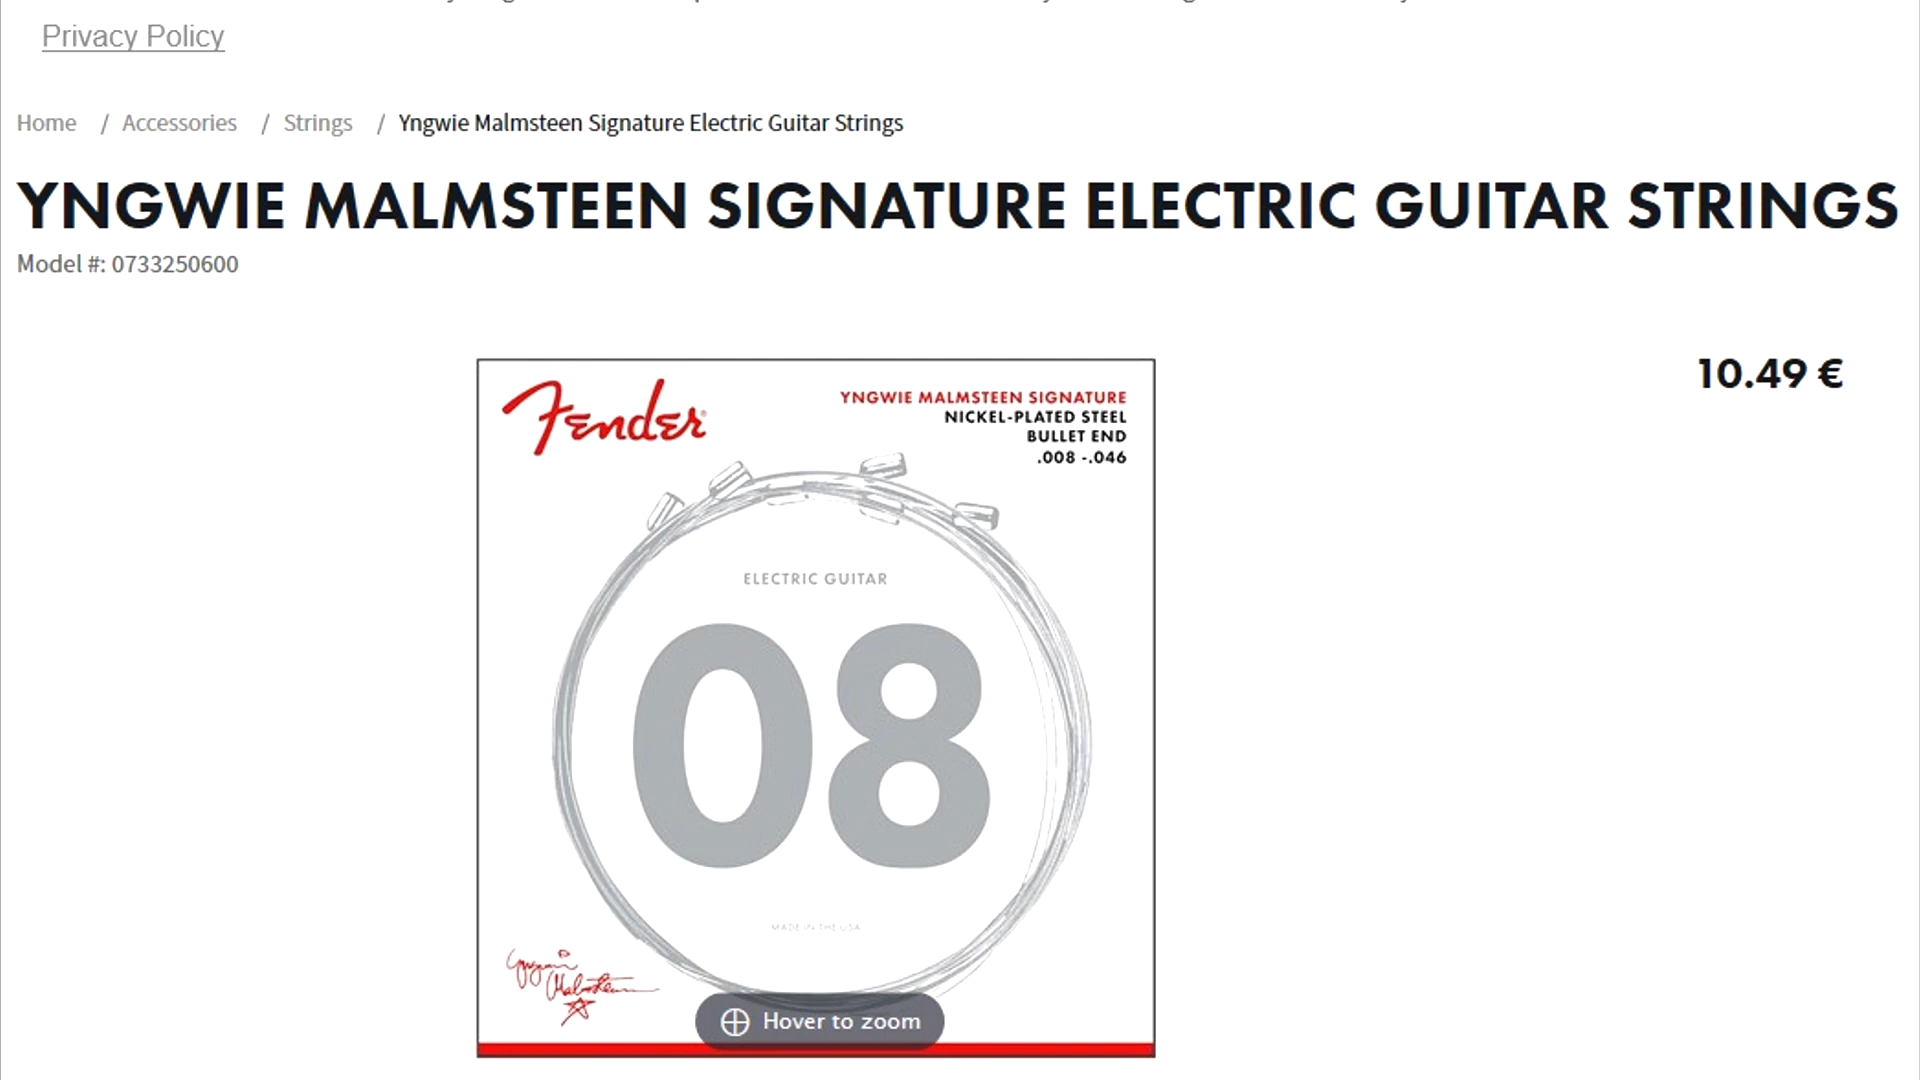 Privacy Policy
Home / Accessories / Strings / Yngwie Malmsteen Signature Electric Guitar Strings
YNGWIE MALMSTEEN SIGNATURE ELECTRIC GUITAR STRINGS
Model #: 0733250600
10.49 €
Fender
YNGWIE MALMSTEEN SIGNATURE
NICKEL-PLATED STEEL
BULLET END
.008 -.046
ELECTRIC GUITAR
08
MADE IN THE USA
Yngwie
Malmsteen
Hover to zoom